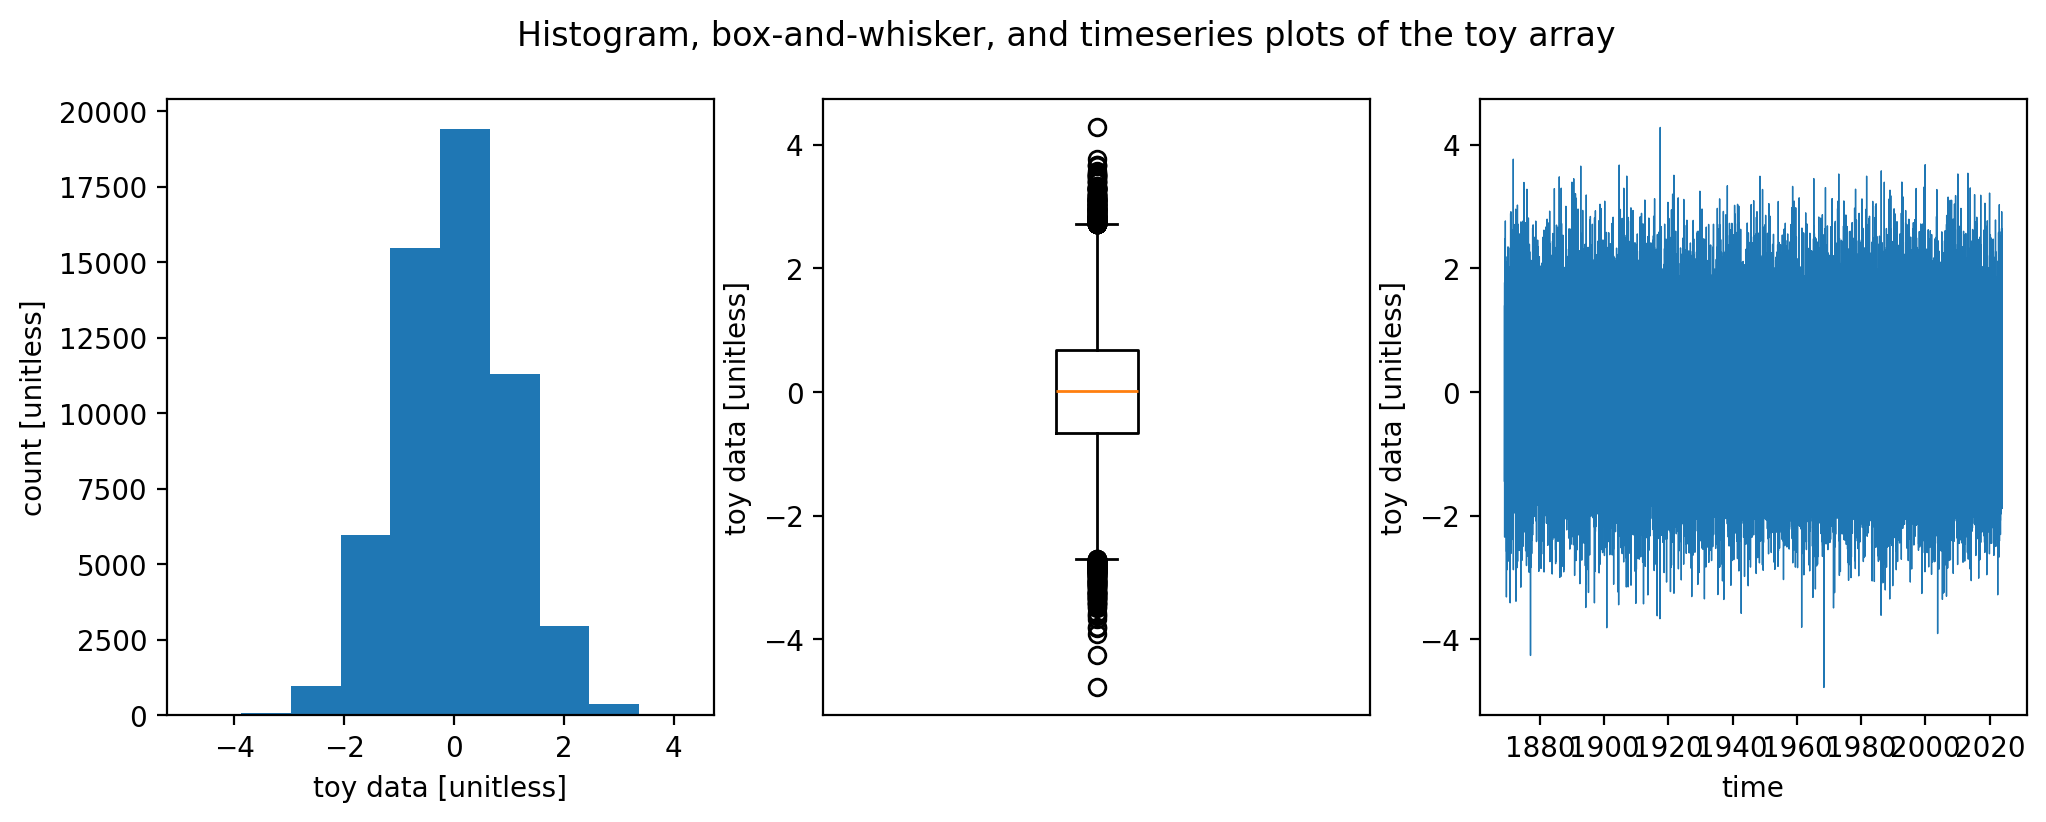 Histogram, box-and-whisker, and timeseries plots of the toy array
20000
17500
15000
12500
10000
7500
5000
2500
0
count [unitless]
−4 −2 0 2 4
toy data [unitless]
4
2
0
−2
−4
toy data [unitless]
4
2
0
−2
−4
toy data [unitless]
1880 1900 1920 1940 1960 1980 2000 2020
time